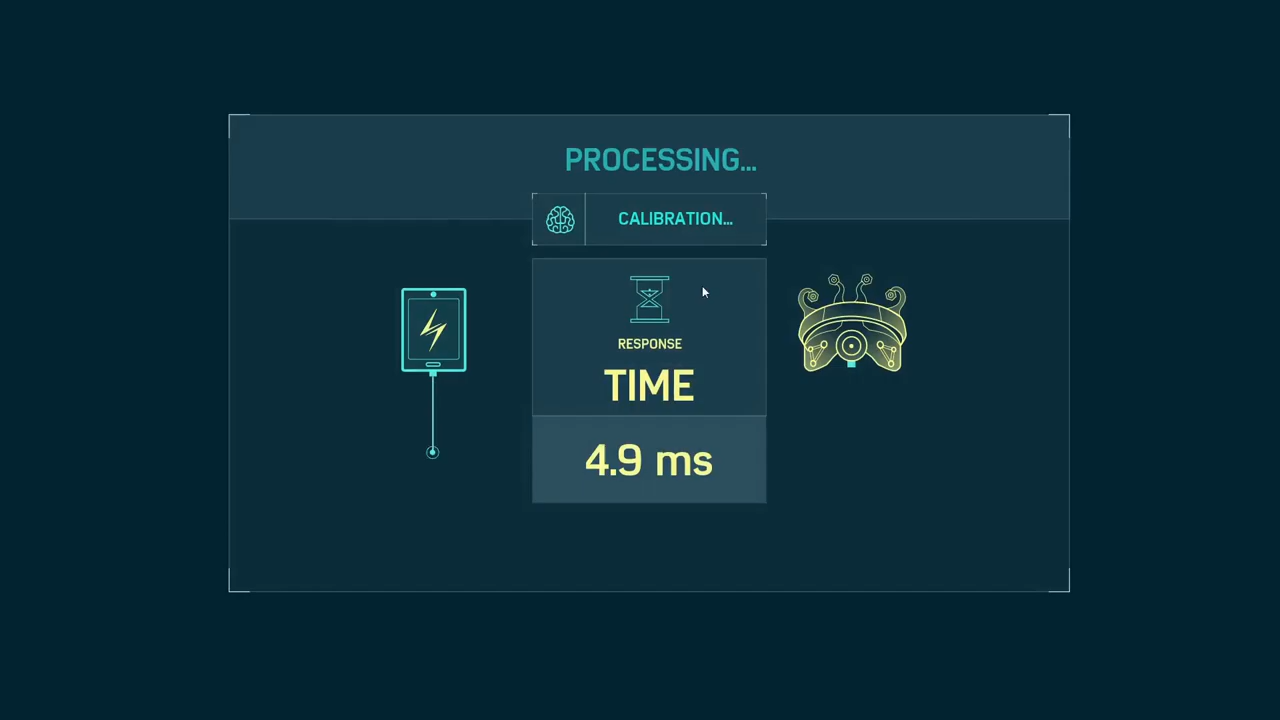 PROCESSING...
CALIBRATION...
RESPONSE
TIME
4.9 ms